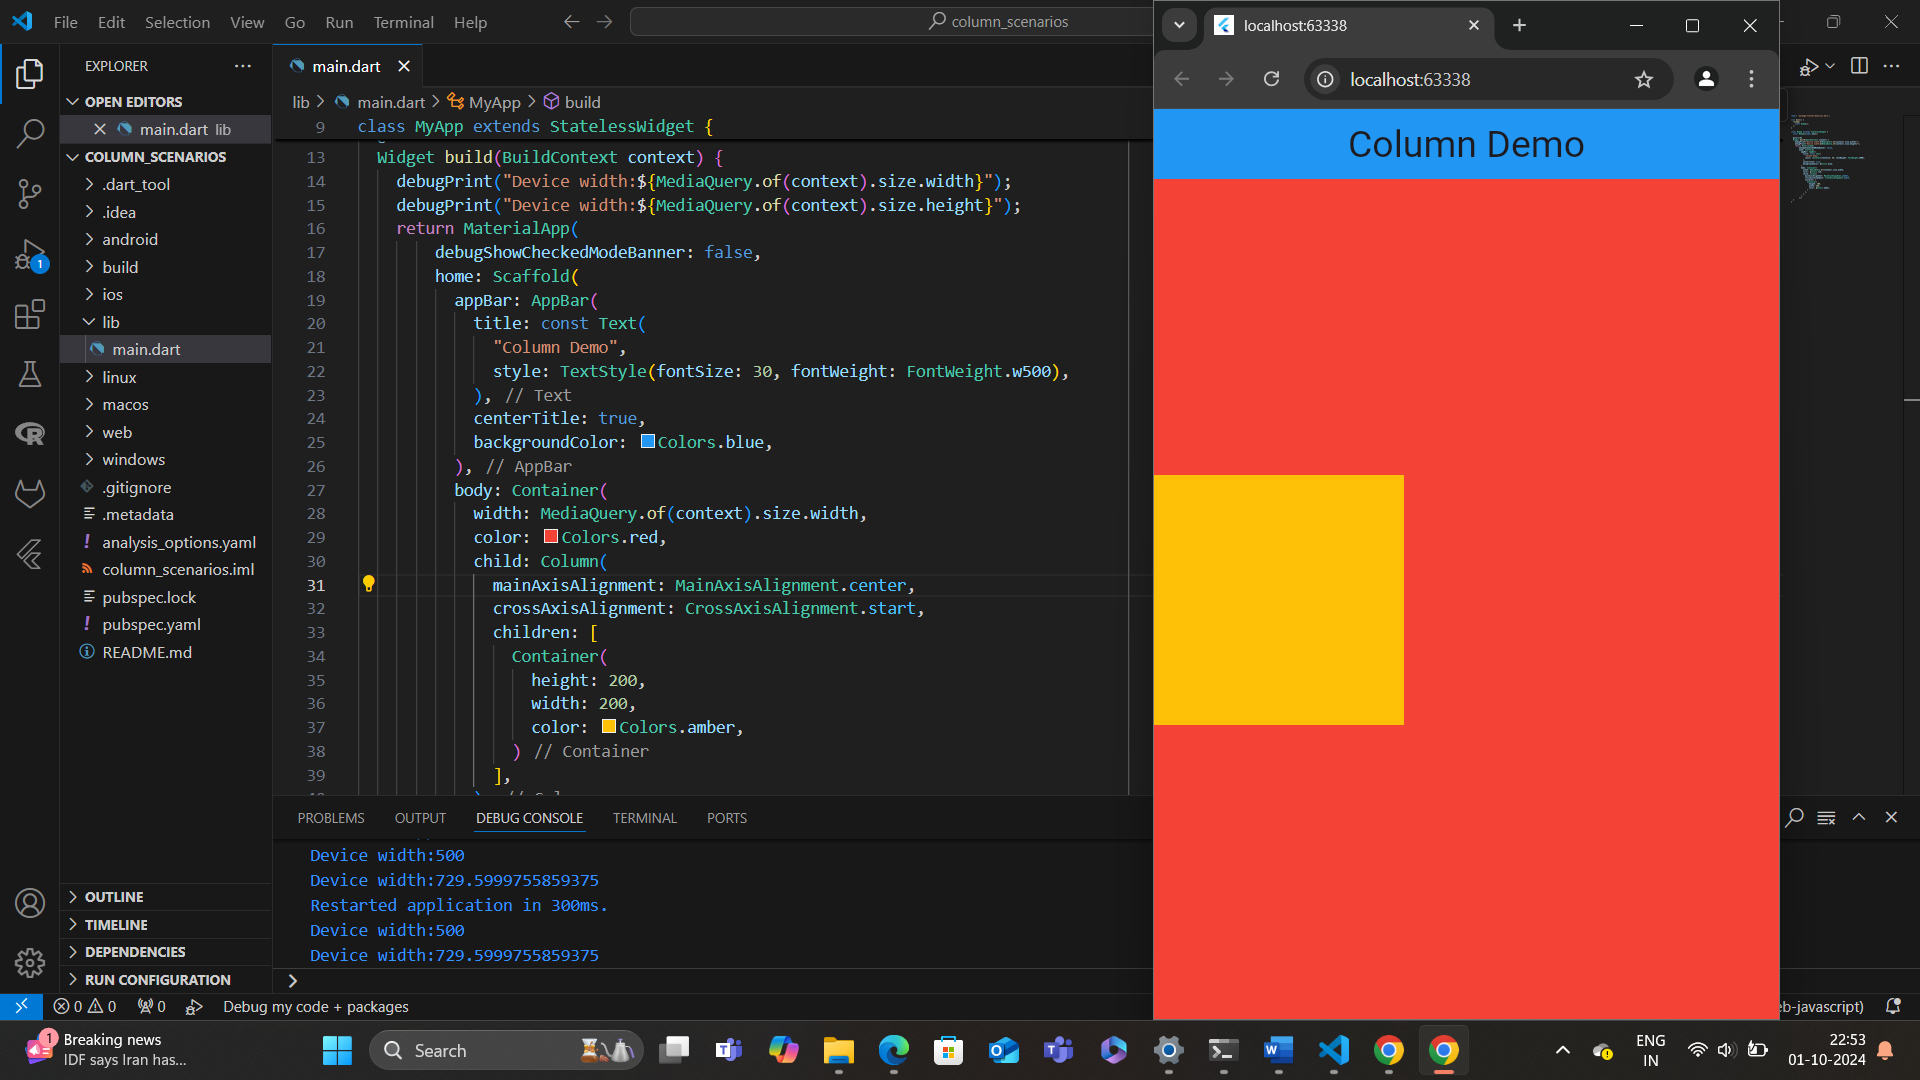 File Edit Selection View Go Run Terminal Help
column_scenarios
EXPLORER
OPEN EDITORS
main.dart lib
COLUMN_SCENARIOS
.dart_tool
.idea
android
build
ios
lib
main.dart
linux
macos
web
windows
.gitignore
.metadata
analysis_options.yaml
column_scenarios.iml
pubspec.lock
pubspec.yaml
README.md
OUTLINE
TIMELINE
DEPENDENCIES
RUN CONFIGURATION
1
main.dart
lib > main.dart > MyApp > build
9 class MyApp extends StatelessWidget {
13 Widget build(BuildContext context) {
14 debugPrint("Device width:${MediaQuery.of(context).size.width}");
15 debugPrint("Device width:${MediaQuery.of(context).size.height}");
16 return MaterialApp(
17 debugShowCheckedModeBanner: false,
18 home: Scaffold(
19 appBar: AppBar(
20 title: const Text(
21 "Column Demo",
22 style: TextStyle(fontSize: 30, fontWeight: FontWeight.w500),
23 ), // Text
24 centerTitle: true,
25 backgroundColor: Colors.blue,
26 ), // AppBar
27 body: Container(
28 width: MediaQuery.of(context).size.width,
29 color: Colors.red,
30 child: Column(
31 mainAxisAlignment: MainAxisAlignment.center,
32 crossAxisAlignment: CrossAxisAlignment.start,
33 children: [
34 Container(
35 height: 200,
36 width: 200,
37 color: Colors.amber,
38 ) // Container
39 ],
PROBLEMS OUTPUT DEBUG CONSOLE TERMINAL PORTS
Device width:500
Device width:729.5999755859375
Restarted application in 300ms.
Device width:500
Device width:729.5999755859375
localhost:63338
localhost:63338
Column Demo
0 0 0 Debug my code + packages
eb-javascript)
1
Breaking news
IDF says Iran has...
Search
ENG
IN
22:53
01-10-2024